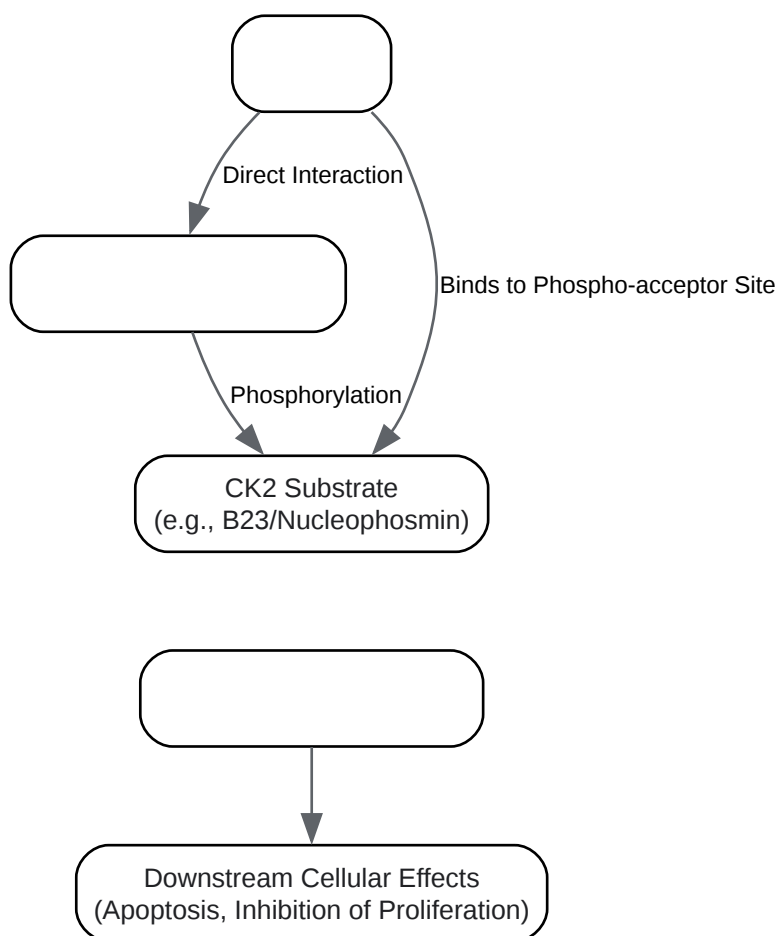 Direct Interaction
Binds to Phospho-acceptor Site
Phosphorylation
CK2 Substrate
(e.g., B23/Nucleophosmin)
Downstream Cellular Effects
(Apoptosis, Inhibition of Proliferation)